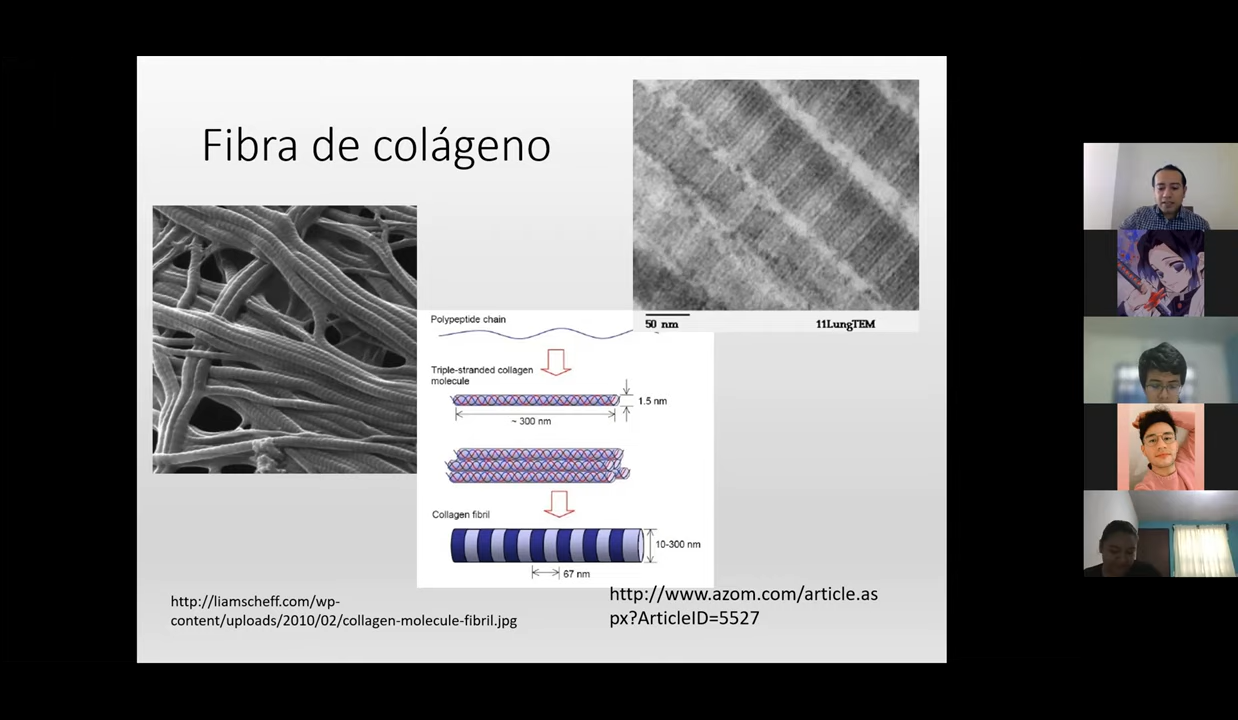 Fibra de colágeno
50 nm
11LungTEM
Polypeptide chain
Triple-stranded collagen
molecule
1.5 nm
~ 300 nm
Collagen fibril
10-300 nm
67 nm
http://liamscheff.com/wp-
content/uploads/2010/02/collagen-molecule-fibril.jpg
http://www.azom.com/article.as
px?ArticleID=5527